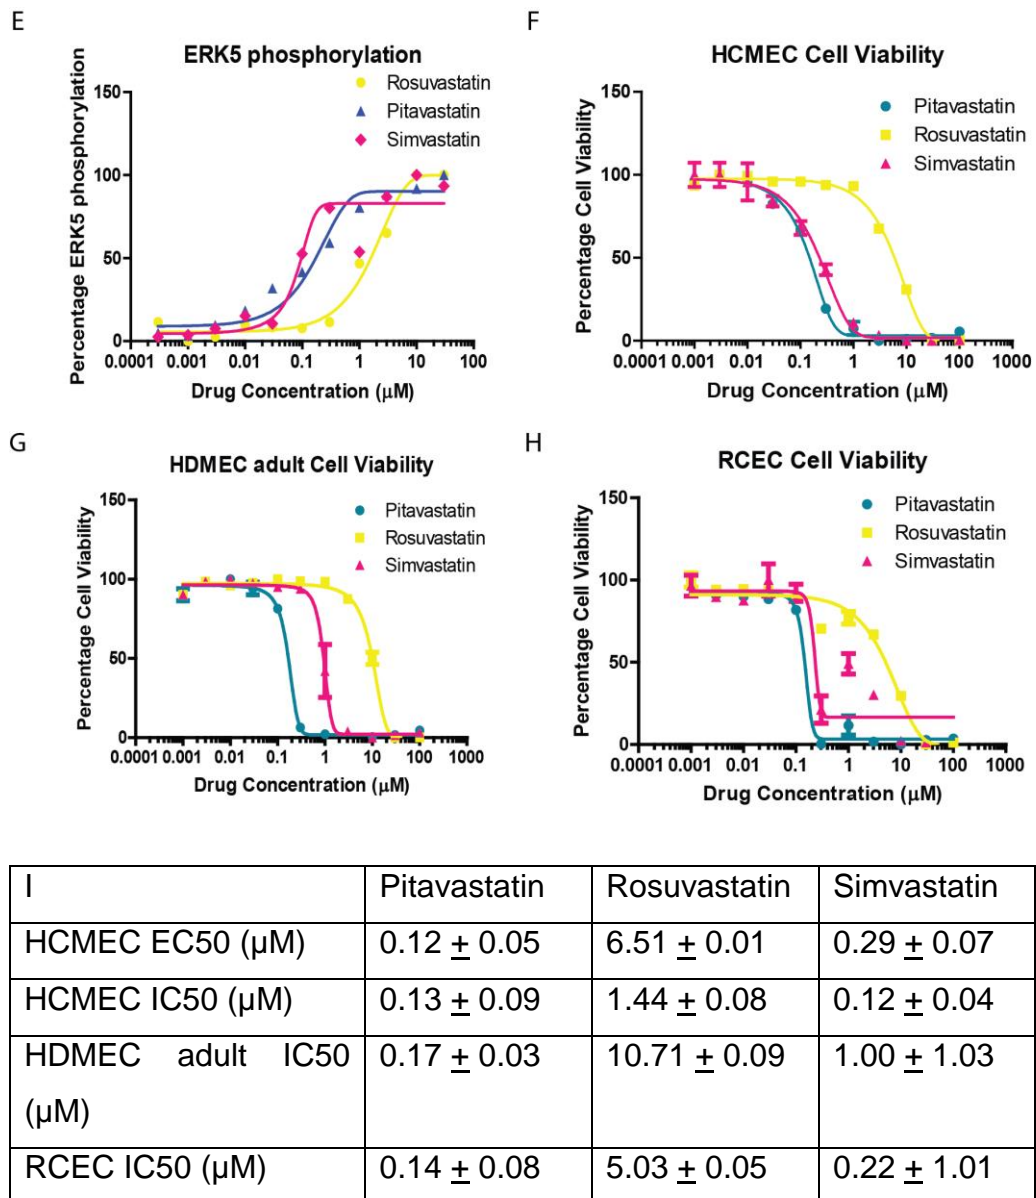 E
ERK5 phosphorylation
Percentage ERK5 phosphorylation
Rosuvastatin
Pitavastatin
Simvastatin
150
100
50
0
0.0001 0.001 0.01 0.1 1 10 100
Drug Concentration (µM)
F
HCMEC Cell Viability
Percentage Cell Viability
Pitavastatin
Rosuvastatin
Simvastatin
150
100
50
0
0.0001 0.001 0.01 0.1 1 10 100 1000
Drug Concentration (µM)
G
HDMEC adult Cell Viability
Percentage Cell Viability
Pitavastatin
Rosuvastatin
Simvastatin
150
100
50
0
0.0001 0.001 0.01 0.1 1 10 100 1000
Drug Concentration (µM)
H
RCEC Cell Viability
Percentage Cell Viability
Pitavastatin
Rosuvastatin
Simvastatin
150
100
50
0
0.0001 0.001 0.01 0.1 1 10 100 1000
Drug Concentration (µM)
I Pitavastatin Rosuvastatin Simvastatin
HCMEC EC50 (µM) 0.12 ± 0.05 6.51 ± 0.01 0.29 ± 0.07
HCMEC IC50 (µM) 0.13 ± 0.09 1.44 ± 0.08 0.12 ± 0.04
HDMEC adult IC50 0.17 ± 0.03 10.71 ± 0.09 1.00 ± 1.03
(µM)
RCEC IC50 (µM) 0.14 ± 0.08 5.03 ± 0.05 0.22 ± 1.01